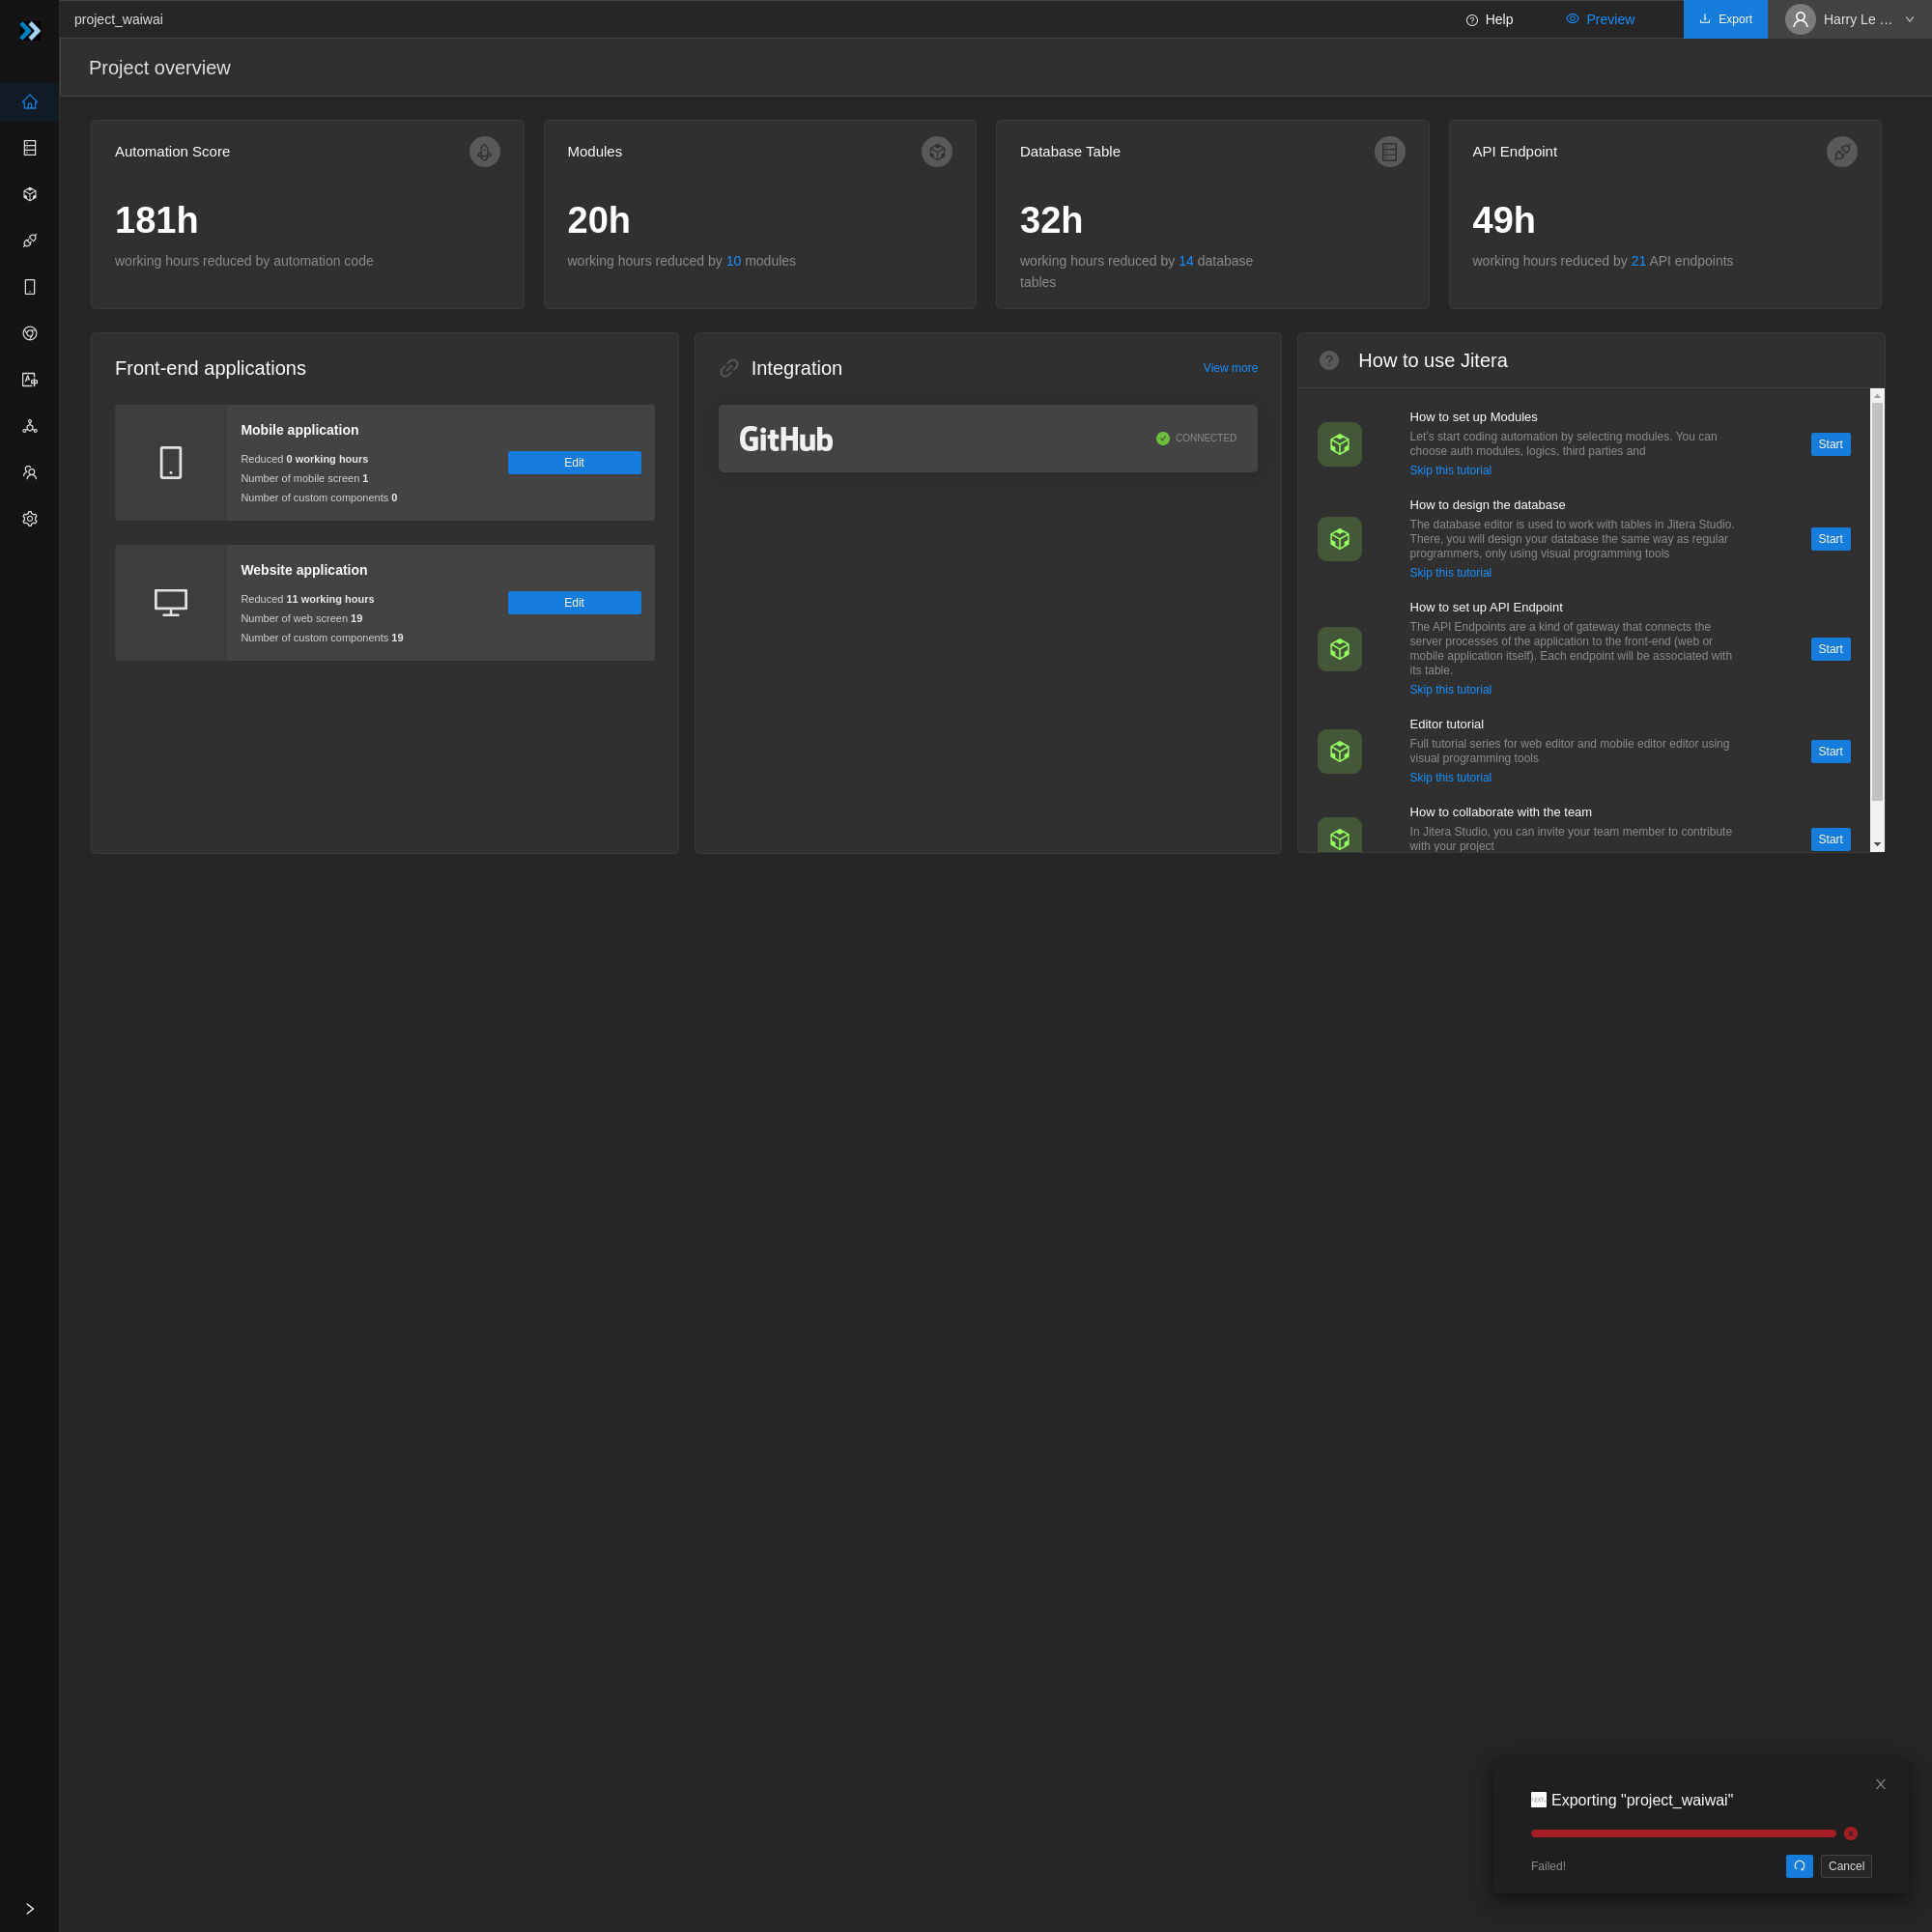 project_waiwai
Help
Preview
Export
Harry Le ...
Project overview
Automation Score
181h
working hours reduced by automation code
Modules
20h
working hours reduced by 10 modules
Database Table
32h
working hours reduced by 14 database
tables
API Endpoint
49h
working hours reduced by 21 API endpoints
Front-end applications
Mobile application
Reduced 0 working hours
Number of mobile screen 1
Number of custom components 0
Edit
Website application
Reduced 11 working hours
Number of web screen 19
Number of custom components 19
Edit
Integration
View more
GitHub
CONNECTED
How to use Jitera
How to set up Modules
Let's start coding automation by selecting modules. You can
choose auth modules, logics, third parties and
Skip this tutorial
Start
How to design the database
The database editor is used to work with tables in Jitera Studio.
There, you will design your database the same way as regular
programmers, only using visual programming tools
Skip this tutorial
Start
How to set up API Endpoint
The API Endpoints are a kind of gateway that connects the
server processes of the application to the front-end (web or
mobile application itself). Each endpoint will be associated with
its table.
Skip this tutorial
Start
Editor tutorial
Full tutorial series for web editor and mobile editor editor using
visual programming tools
Skip this tutorial
Start
How to collaborate with the team
In Jitera Studio, you can invite your team member to contribute
with your project
Start
Exporting "project_waiwai"
Failed!
Cancel